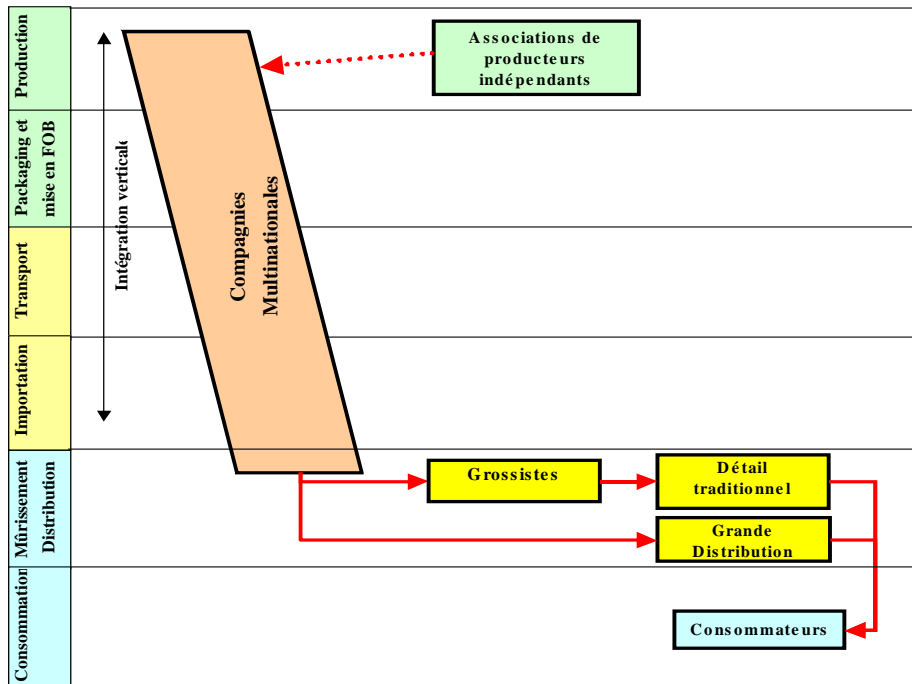 Production
Associations de
producteurs
indépendants
Packaging et
mise en FOB
Intégration verticale
Compagnies
Multinationales
Transport
Importation
Mûrissement
Distribution
Grossistes
Détail
traditionnel
Grande
Distribution
Consommation
Consommateurs